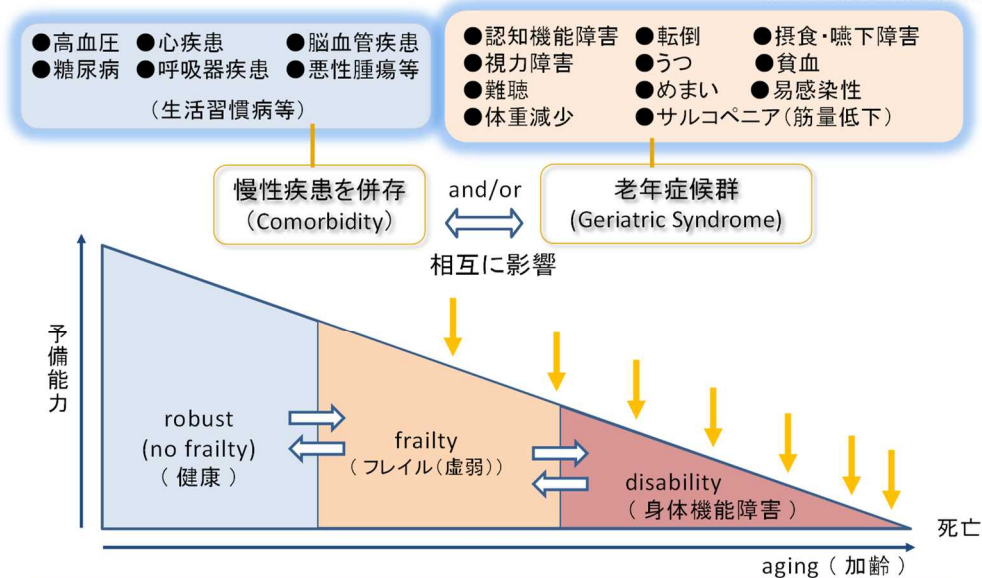 ●高血圧 ●心疾患 ●脳血管疾患
●糖尿病 ●呼吸器疾患 ●悪性腫瘍等
（生活習慣病等）
●認知機能障害 ●転倒 ●摂食・嚥下障害
●視力障害 ●うつ ●貧血
●難聴 ●めまい ●易感染性
●体重減少 ●サルコペニア（筋量低下）
慢性疾患を併存
（Comorbidity）
and/or
老年症候群
(Geriatric Syndrome)
相互に影響
予備能力
robust
(no frailty)
（ 健康 ）
frailty
（ フレイル（虚弱））
disability
（ 身体機能障害 ）
死亡
aging（ 加齢 ）